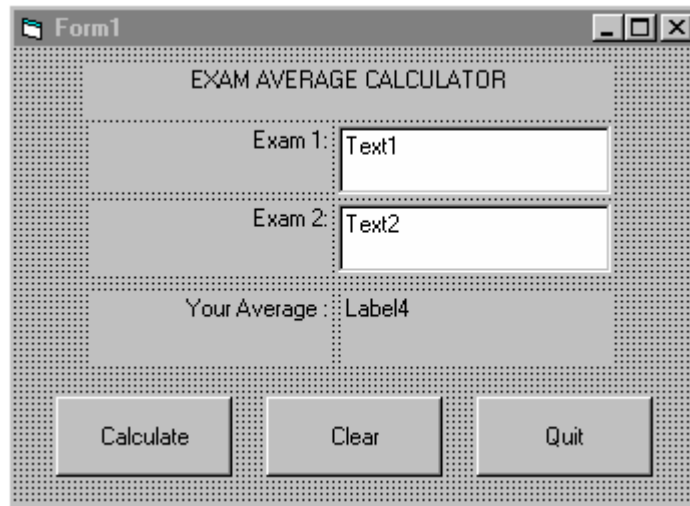 Form1
EXAM AVERAGE CALCULATOR
Exam 1: Text1
Exam 2: Text2
Your Average : Label4
Calculate Clear Quit